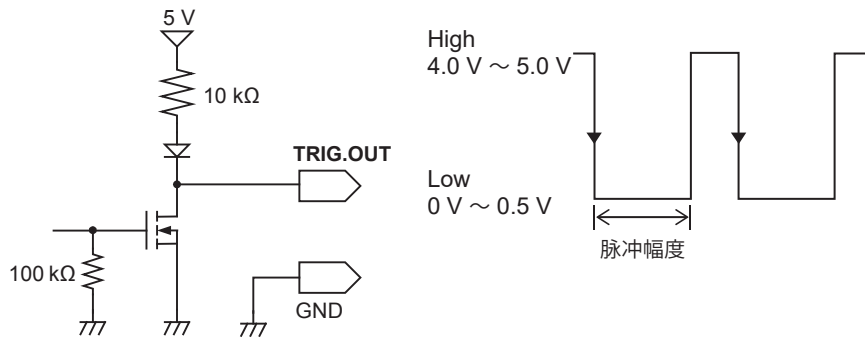 5 V
10 kΩ
TRIG.OUT
100 kΩ
GND
High
4.0 V ～ 5.0 V
Low
0 V ～ 0.5 V
脉冲幅度